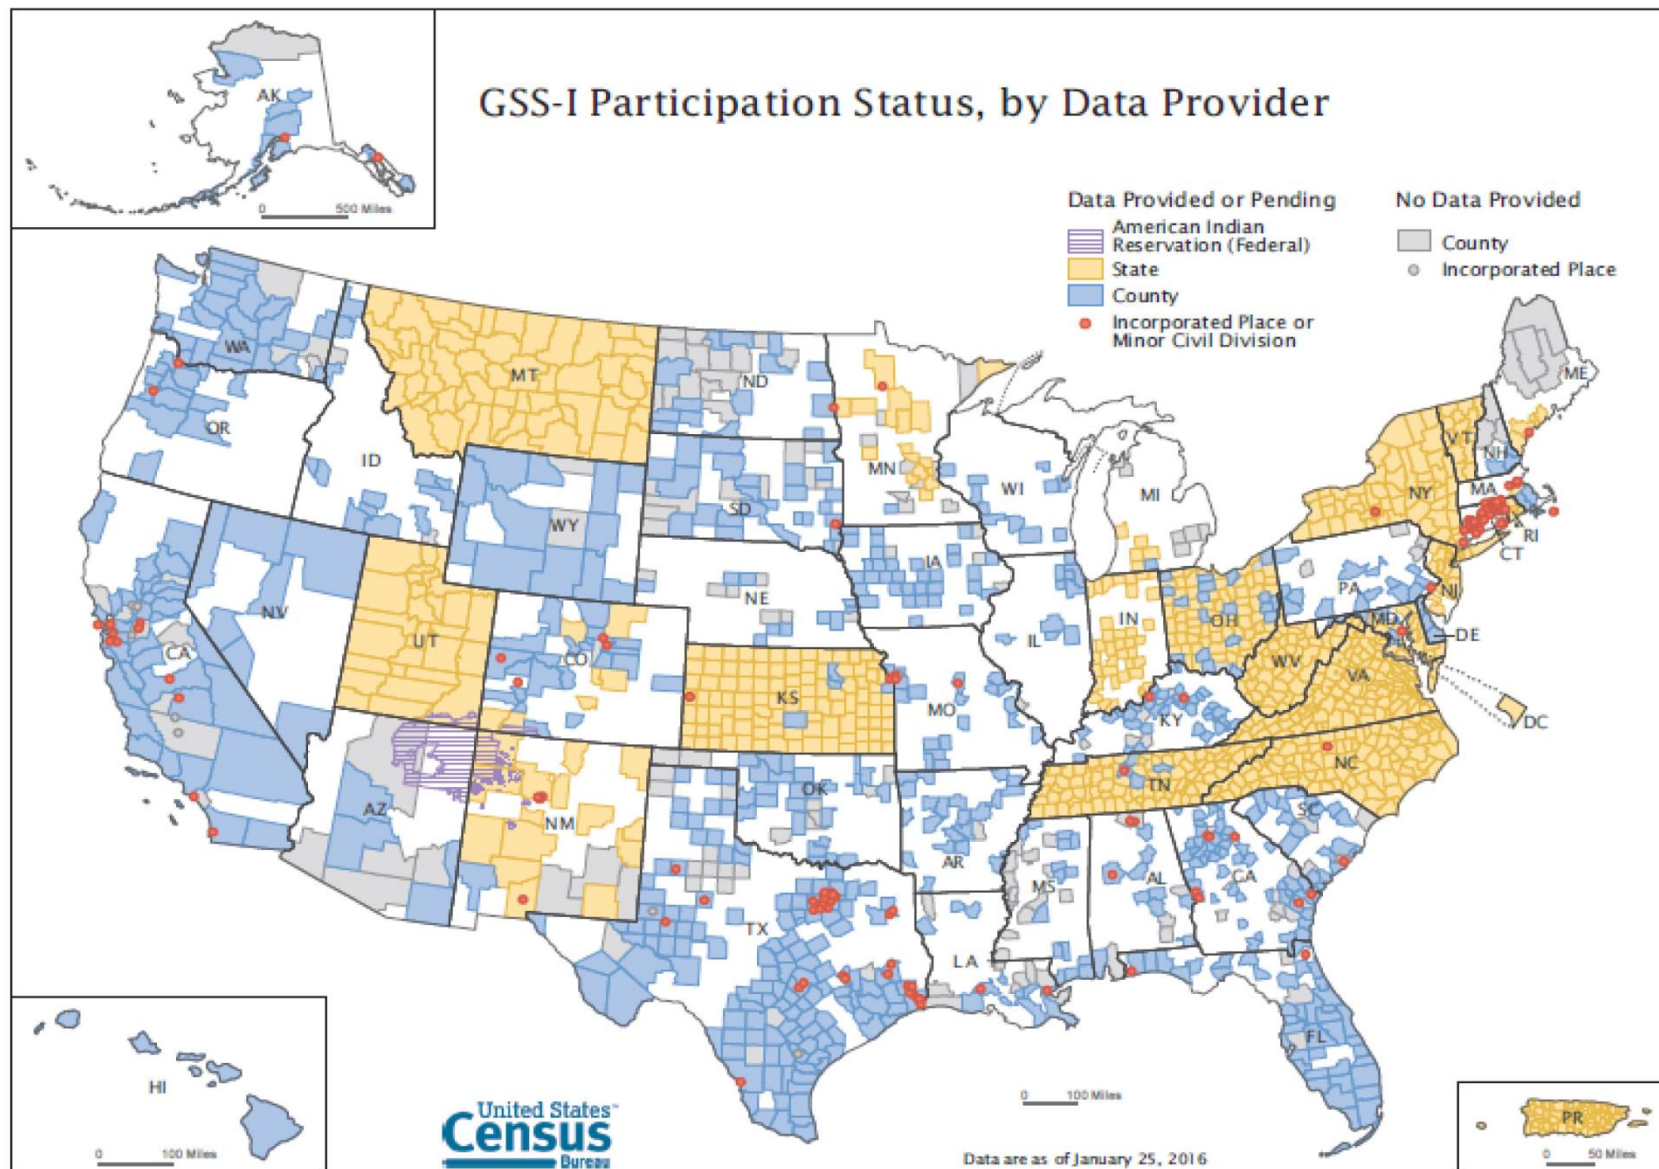 GSS-I Participation Status, by Data Provider
AK
0 500 Miles
Data Provided or Pending
American Indian
Reservation (Federal)
State
County
Incorporated Place or
Minor Civil Division
No Data Provided
County
Incorporated Place
WA
MT
ND
ME
OR
ID
MN
VT
NH
WI
MI
NY
MA
SD
WY
RI
CT
IA
NE
PA
NJ
NV
UT
CO
IL
IN
OH
MD
DE
CA
WV
VA
KS
MO
KY
DC
NC
TN
AZ
NM
OK
AR
SC
MS
AL
GA
TX
LA
FL
HI
0 100 Miles
United States™
Census
Bureau
0 100 Miles
Data are as of January 25, 2016
PR
0 50 Miles